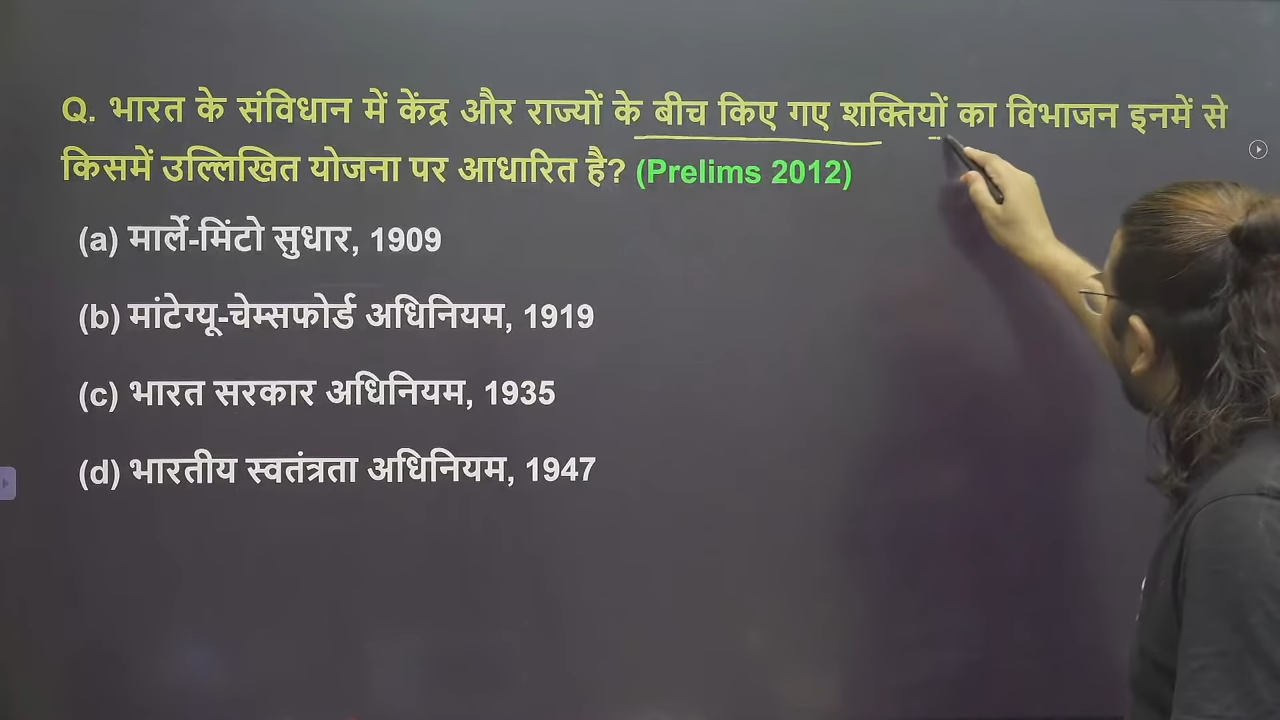 Q. भारत के संविधान में केंद्र और राज्यों के बीच किए गए शक्तियों का विभाजन इनमें से
किसमें उल्लिखित योजना पर आधारित है? (Prelims 2012)
(a) मार्ले-मिंटो सुधार, 1909
(b) मांटेग्यू-चेम्सफोर्ड अधिनियम, 1919
(c) भारत सरकार अधिनियम, 1935
(d) भारतीय स्वतंत्रता अधिनियम, 1947